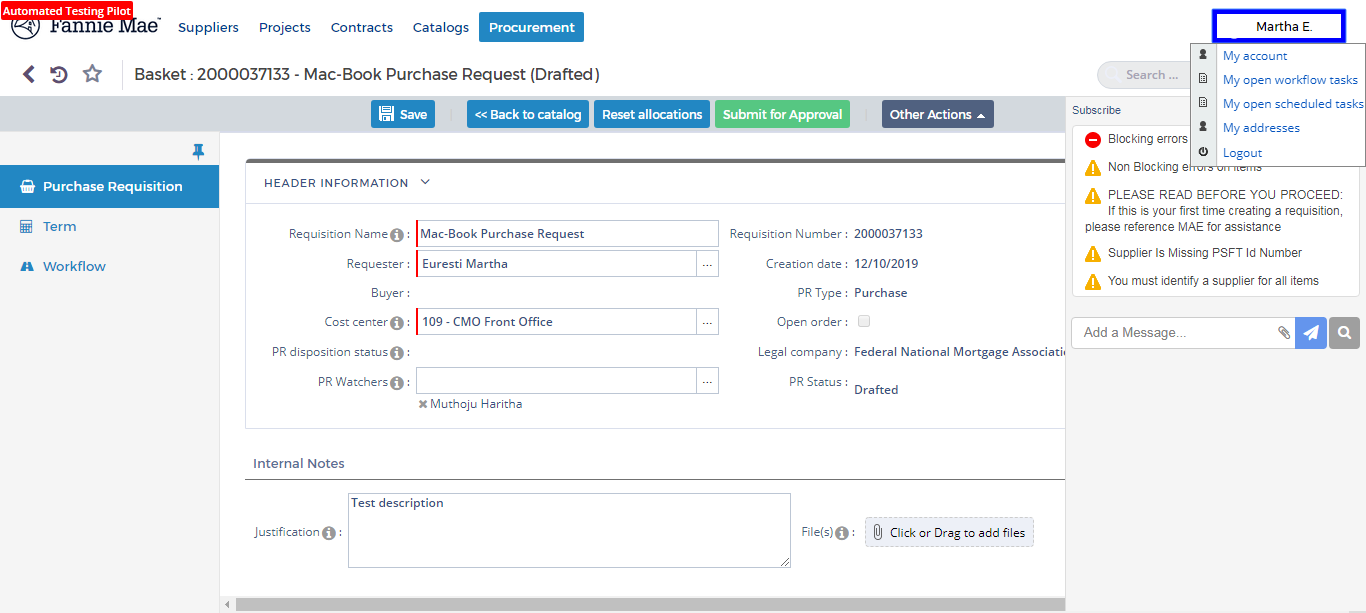 Automated Testing Pilot
Fannie Mae
Suppliers
Projects
Contracts
Catalogs
Procurement
Martha E.
My account
My open workflow tasks
My open scheduled tasks
My addresses
Logout
Basket : 2000037133 - Mac-Book Purchase Request (Drafted)
Search ...
Save
<< Back to catalog
Reset allocations
Submit for Approval
Other Actions
Subscribe
Purchase Requisition
Term
Workflow
HEADER INFORMATION
Requisition Name : Mac-Book Purchase Request
Requisition Number : 2000037133
Requester : Euresti Martha ...
Creation date : 12/10/2019
Buyer :
PR Type : Purchase
Cost center : 109 - CMO Front Office ...
Open order :
PR disposition status :
Legal company : Federal National Mortgage Associati
PR Watchers : ...
PR Status : Drafted
Muthoju Haritha
Internal Notes
Justification : Test description
File(s) : Click or Drag to add files
Blocking errors
Non Blocking errors on items
PLEASE READ BEFORE YOU PROCEED:
If this is your first time creating a requisition,
please reference MAE for assistance
Supplier Is Missing PSFT Id Number
You must identify a supplier for all items
Add a Message...